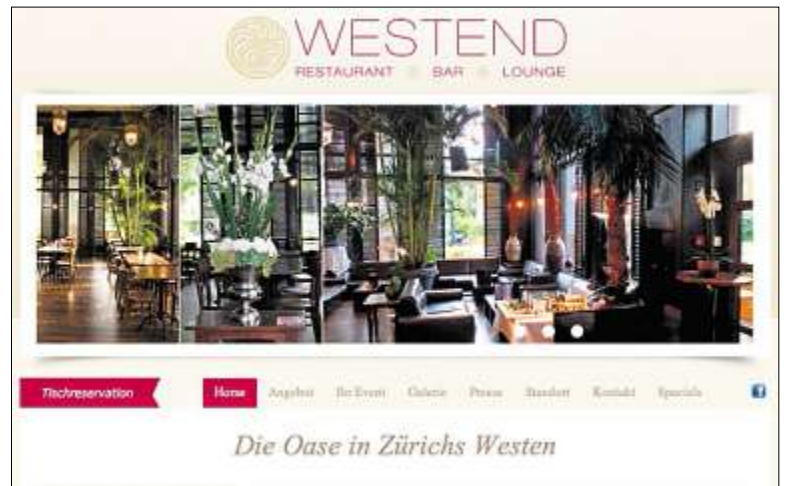 WESTEND
RESTAURANT BAR LOUNGE
Tischreservation Home Angebot Ihr Event Galerie Presse Standort Kontakt Specials
Die Oase in Zürichs Westen